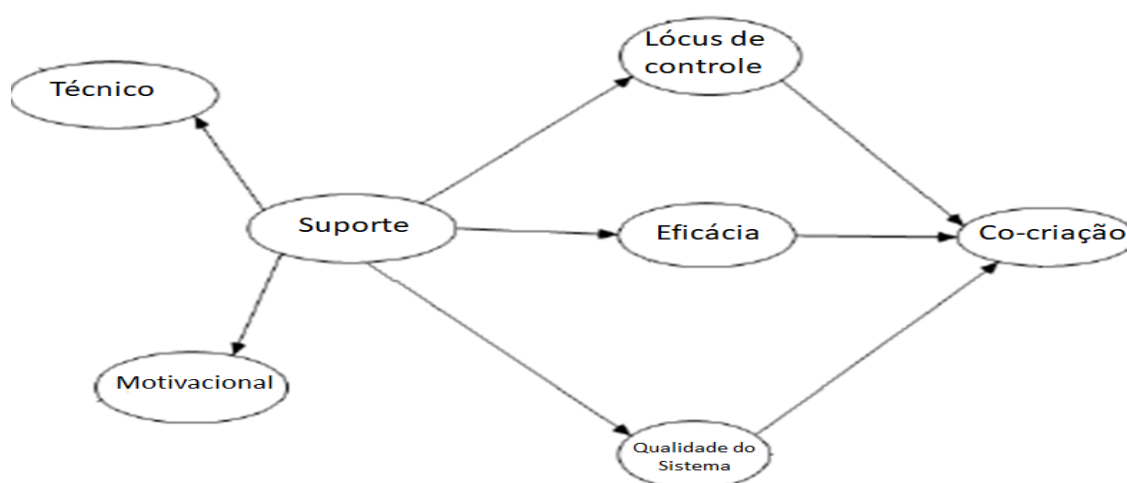 Lócus de
controle
Técnico
Suporte
Eficácia
Co-criação
Motivacional
Qualidade do
Sistema